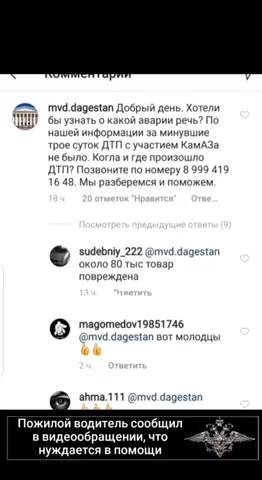 Комментарии
mvd.dagestan Добрый день. Хотели
бы узнать о какой аварии речь? По
нашей информации за минувшие
трое суток ДТП с участием КамАЗа
не было. Когла и где произошло
ДТП? Позвоните по номеру 8 999 419
16 48. Мы разберемся и поможем.
18 ч. 20 отметок "Нравится" Отве...
Посмотреть предыдущие ответы (9)
sudebniy_222 @mvd.dagestan
около 80 тыс товар
повреждена
13 ч. Ответить
magomedov19851746
@mvd.dagestan вот молодцы
👍👍
2 ч. Ответить
ahma.111 @mvd.dagestan
Пожилой водитель сообщил
в видеообращении, что
нуждается в помощи